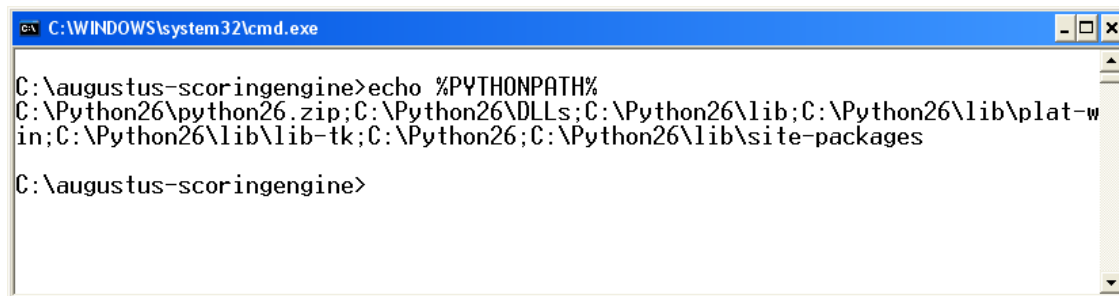 C:\WINDOWS\system32\cmd.exe
C:\augustus-scoringengine>echo %PYTHONPATH%
C:\Python26\python26.zip;C:\Python26\DLLs;C:\Python26\lib;C:\Python26\lib\plat-w
in;C:\Python26\lib\lib-tk;C:\Python26;C:\Python26\lib\site-packages
C:\augustus-scoringengine>